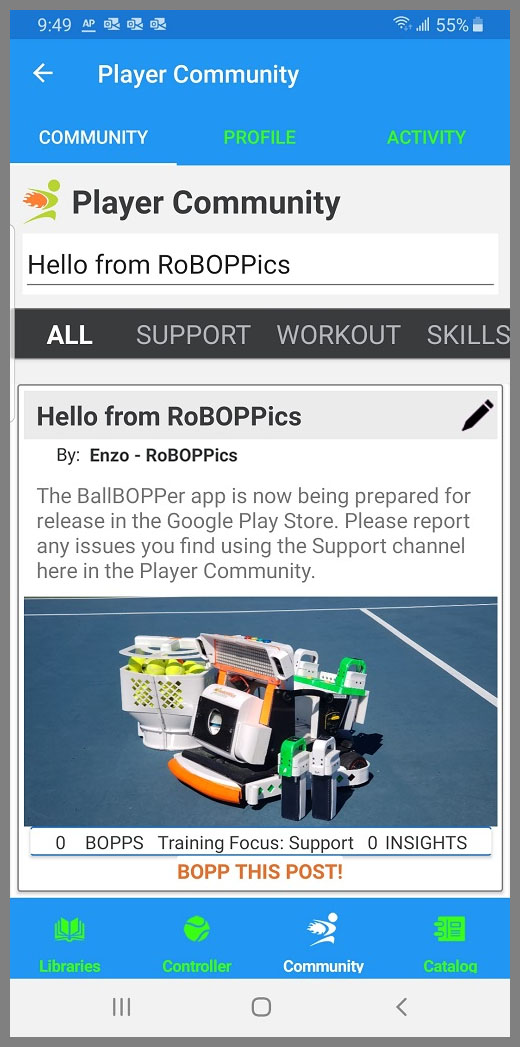 9:49 AP 55%
Player Community
COMMUNITY PROFILE ACTIVITY
Player Community
Hello from RoBOPPics
ALL SUPPORT WORKOUT SKILLS
Hello from RoBOPPics
By: Enzo - RoBOPPics
The BallBOPPer app is now being prepared for
release in the Google Play Store. Please report
any issues you find using the Support channel
here in the Player Community.
0 BOPPS Training Focus: Support 0 INSIGHTS
BOPP THIS POST!
Libraries Controller Community Catalog